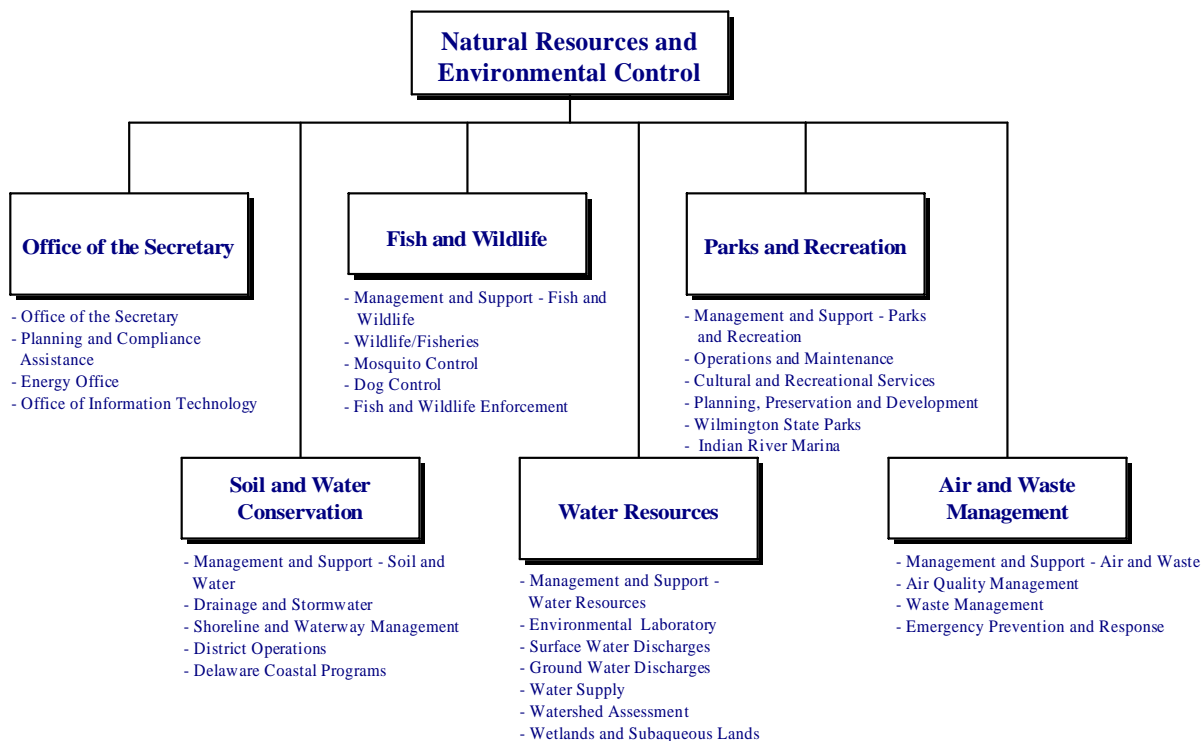 Natural Resources and
Environmental Control
Office of the Secretary
- Office of the Secretary
- Planning and Compliance
Assistance
- Energy Office
- Office of Information Technology
Fish and Wildlife
- Management and Support - Fish and
Wildlife
- Wildlife/Fisheries
- Mosquito Control
- Dog Control
- Fish and Wildlife Enforcement
Parks and Recreation
- Management and Support - Parks
and Recreation
- Operations and Maintenance
- Cultural and Recreational Services
- Planning, Preservation and Development
- Wilmington State Parks
- Indian River Marina
Soil and Water
Conservation
- Management and Support - Soil and
Water
- Drainage and Stormwater
- Shoreline and Waterway Management
- District Operations
- Delaware Coastal Programs
Water Resources
- Management and Support -
Water Resources
- Environmental Laboratory
- Surface Water Discharges
- Ground Water Discharges
- Water Supply
- Watershed Assessment
- Wetlands and Subaqueous Lands
Air and Waste
Management
- Management and Support - Air and Waste
- Air Quality Management
- Waste Management
- Emergency Prevention and Response